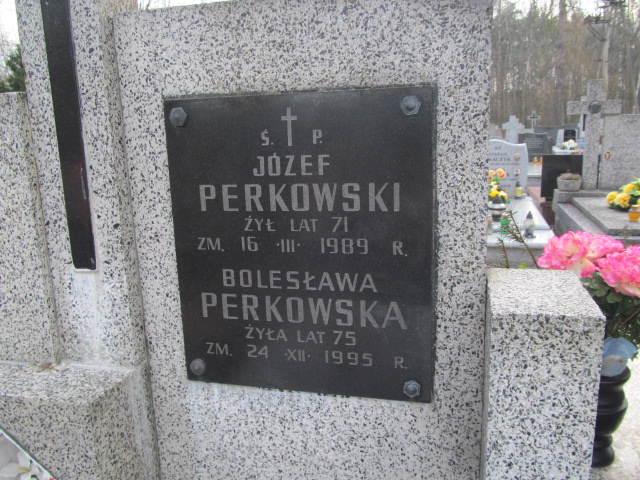 Ś. P.
JÓZEF
PERKOWSKI
ŻYŁ LAT 71
ZM. 16 ·III· 1989 R.
BOLESŁAWA
PERKOWSKA
ŻYŁA LAT 75
ZM. 24 ·XII· 1995 R.